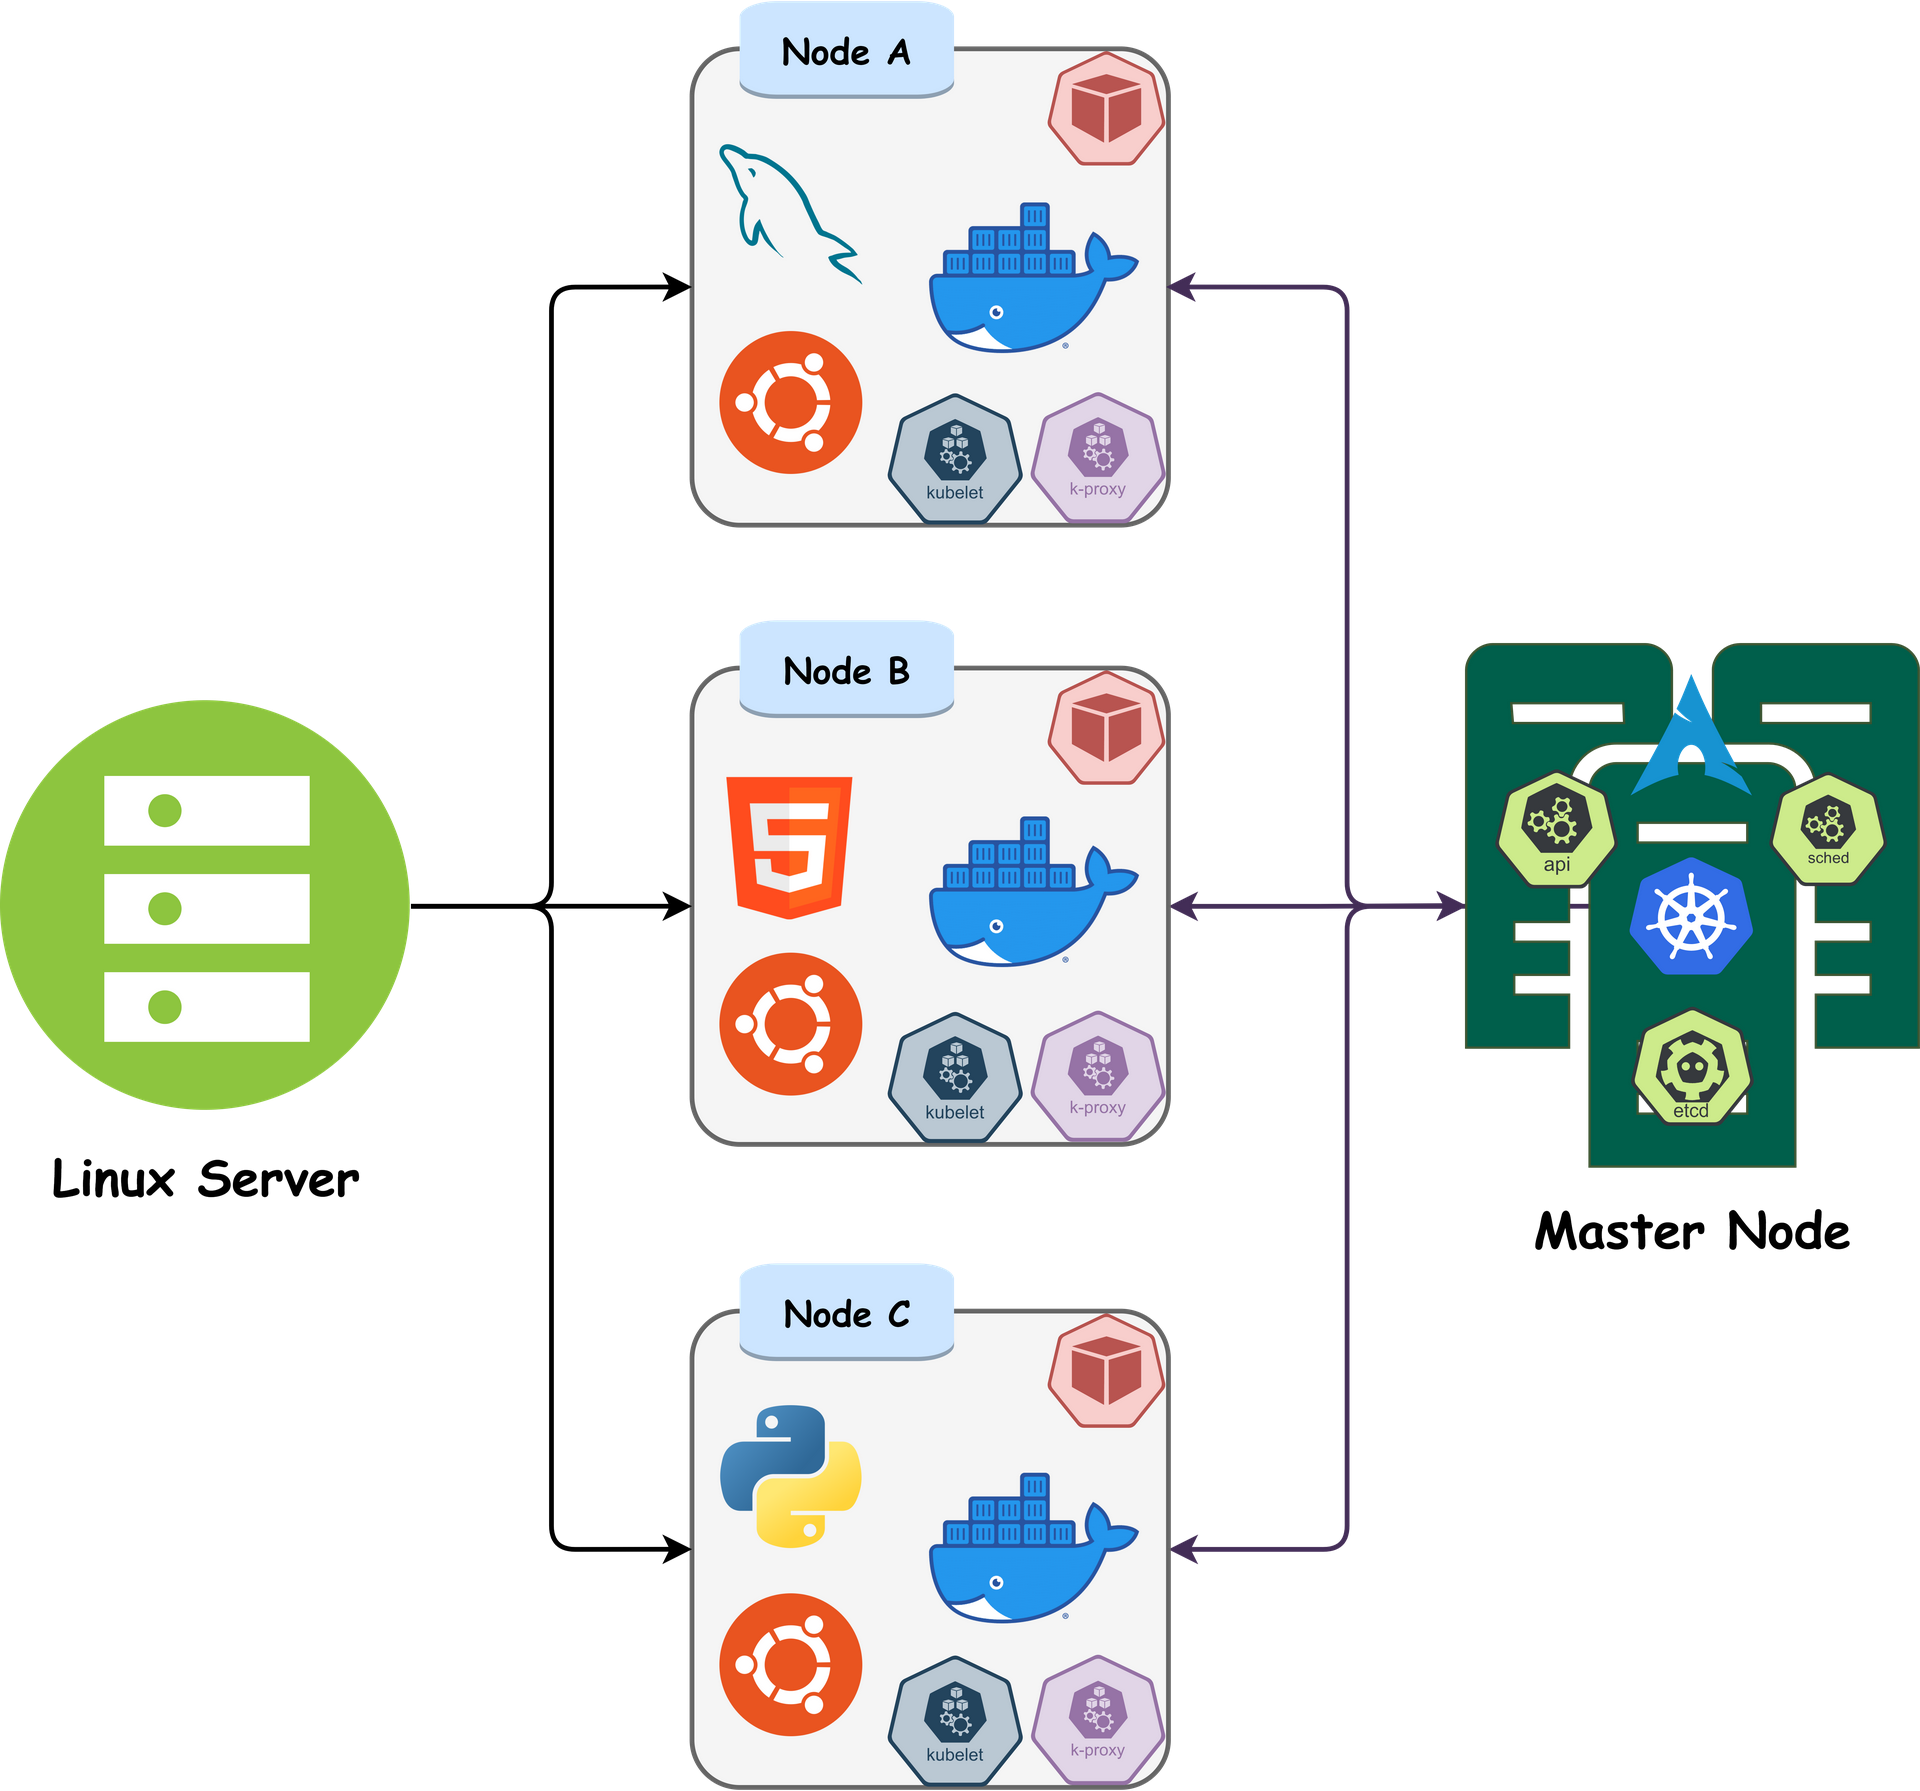 Node A
®
kubelet
k-proxy
Node B
®
kubelet
k-proxy
Linux Server
api
sched
etcd
Master Node
Node C
®
kubelet
k-proxy